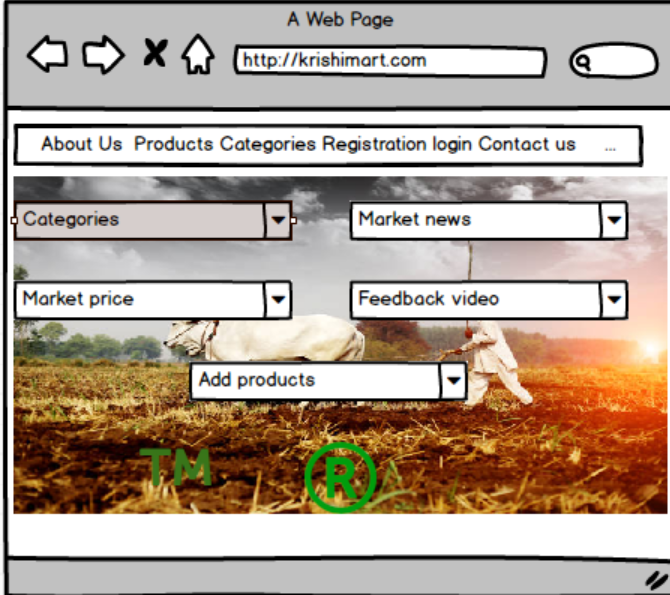 A Web Page
http://krishimart.com
About Us Products Categories Registration login Contact us ...
Categories
Market news
Market price
Feedback video
Add products
TM ®